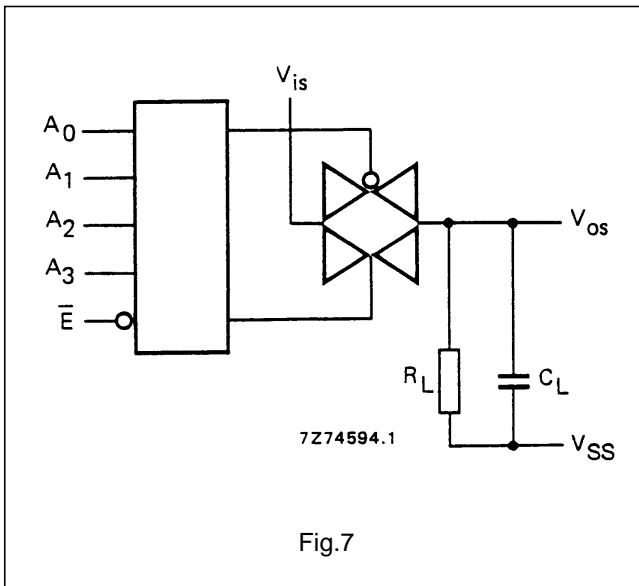 V_is
A_0
A_1
A_2
A_3
E̅
V_os
R_L
C_L
7Z74594.1
V_SS
Fig.7